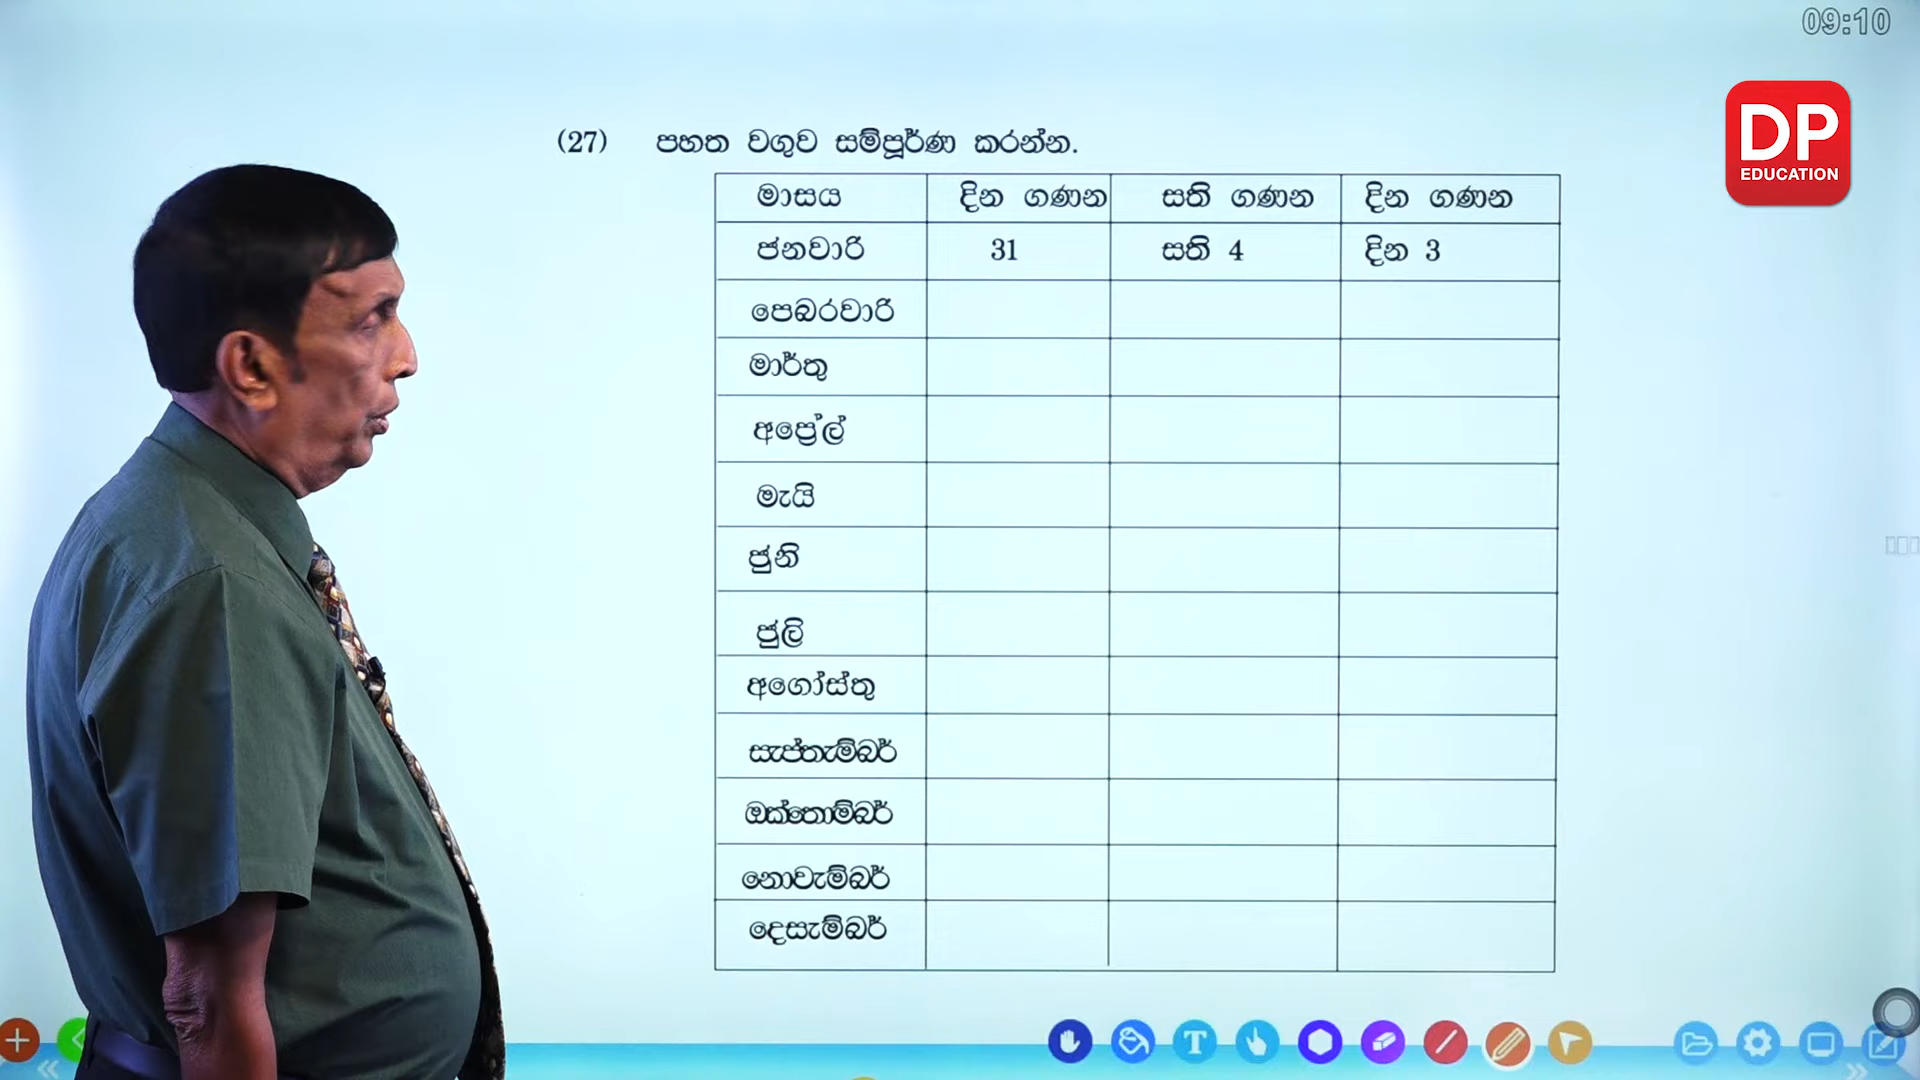 09:10
DP
EDUCATION
(27) පහත වගුව සම්පූර්ණ කරන්න.
මාසය දින ගණන සති ගණන දින ගණන
ජනවාරි 31 සති 4 දින 3
පෙබරවාරි
මාර්තු
අප්‍රේල්
මැයි
ජුනි
ජුලි
අගෝස්තු
සැප්තැම්බර්
ඔක්තොම්බර්
නොවැම්බර්
දෙසැම්බර්